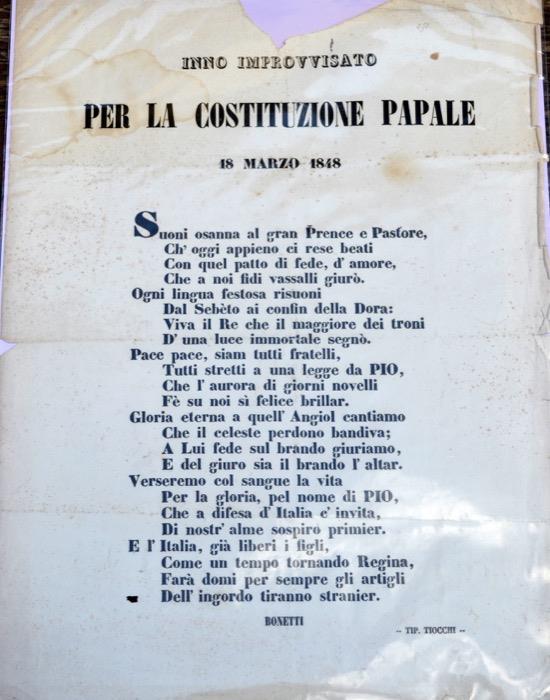 INNO IMPROVVISATO
PER LA COSTITUZIONE PAPALE
18 MARZO 1848
Suoni osanna al gran Prence e Pastore,
Ch' oggi appieno ci rese beati
Con quel patto di fede, d' amore,
Che a noi fidi vassalli giurò.
Ogni lingua festosa risuoni
Dal Sebèto ai confin della Dora:
Viva il Re che il maggiore dei troni
D' una luce immortale segnò.
Pace pace, siam tutti fratelli,
Tutti stretti a una legge da PIO,
Che l' aurora di giorni novelli
Fè su noi sì felice brillar.
Gloria eterna a quell' Angiol cantiamo
Che il celeste perdono bandiva;
A Lui fede sul brando giuriamo,
E del giuro sia il brando l' altar.
Verseremo col sangue la vita
Per la gloria, pel nome di PIO,
Che a difesa d' Italia c' invita,
Di nostr' alme sospiro primier.
E l' Italia, già liberi i figli,
Come un tempo tornando Regina,
Farà domi per sempre gli artigli
Dell' ingordo tiranno stranier.
BONETTI
-- TIP. TIOCCHI --